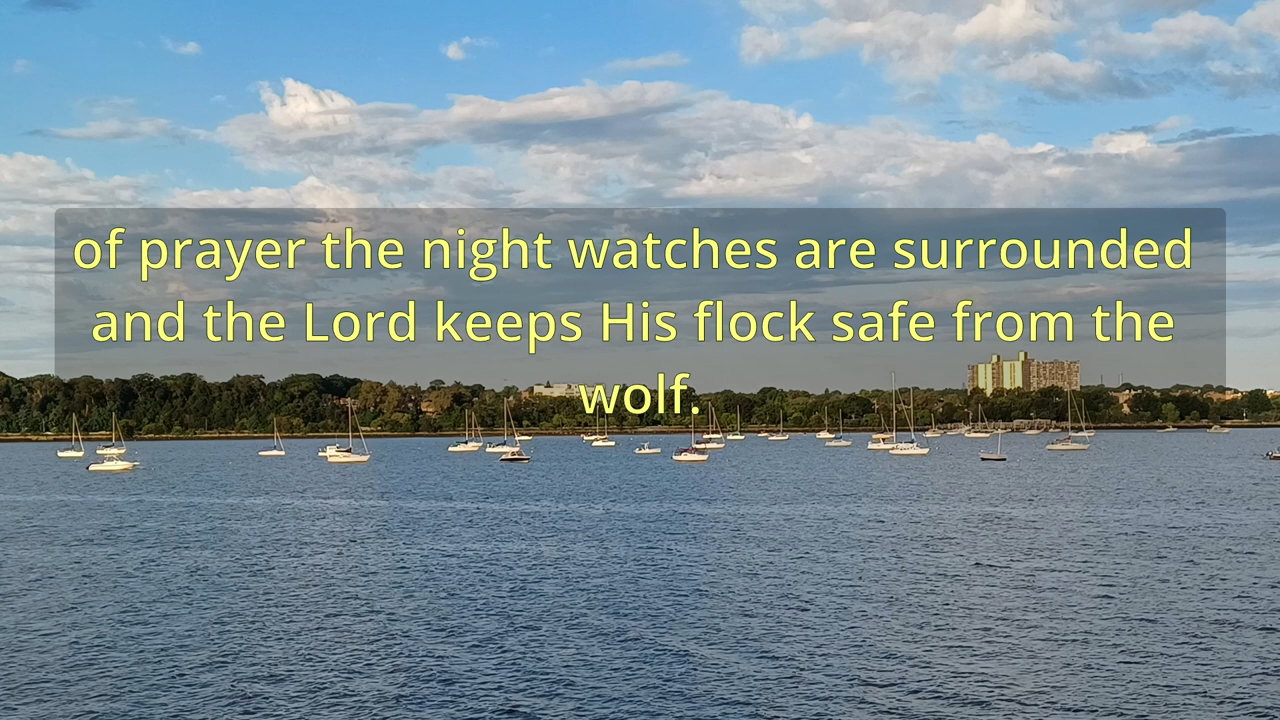 of prayer the night watches are surrounded
and the Lord keeps His flock safe from the
wolf.